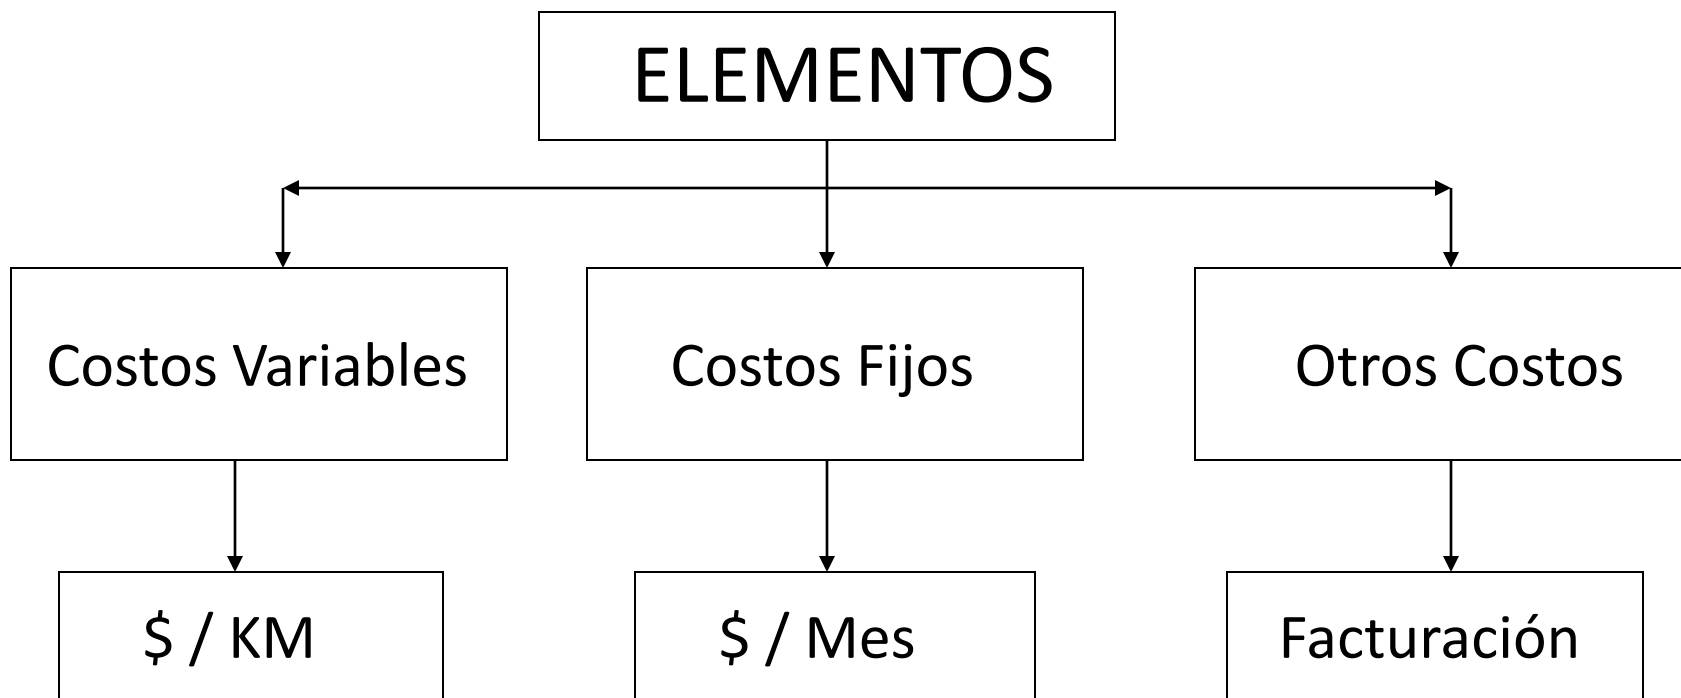 ELEMENTOS
Costos Variables
Costos Fijos
Otros Costos
$ / KM
$ / Mes
Facturación